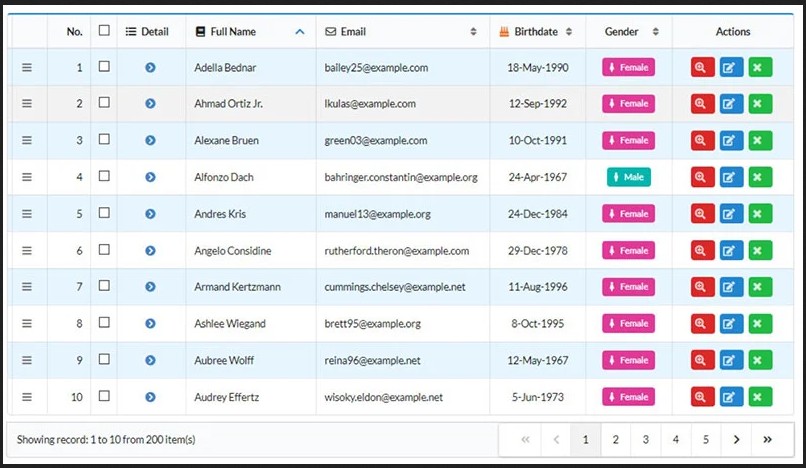 No. Detail Full Name Email Birthdate Gender Actions
1 Adella Bednar bailey25@example.com 18-May-1990 Female
2 Ahmad Ortiz Jr. lkulas@example.com 12-Sep-1992 Female
3 Alexane Bruen green03@example.com 10-Oct-1991 Female
4 Alfonzo Dach bahringer.constantin@example.org 24-Apr-1967 Male
5 Andres Kris manuel13@example.org 24-Dec-1984 Female
6 Angelo Considine rutherford.theron@example.com 29-Dec-1978 Female
7 Armand Kertzmann cummings.chelsey@example.net 11-Aug-1996 Female
8 Ashlee Wiegand brett95@example.org 8-Oct-1995 Female
9 Aubree Wolff reina96@example.net 12-May-1967 Female
10 Audrey Effertz wisoky.eldon@example.net 5-Jun-1973 Female
Showing record: 1 to 10 from 200 item(s) « ‹ 1 2 3 4 5 › »